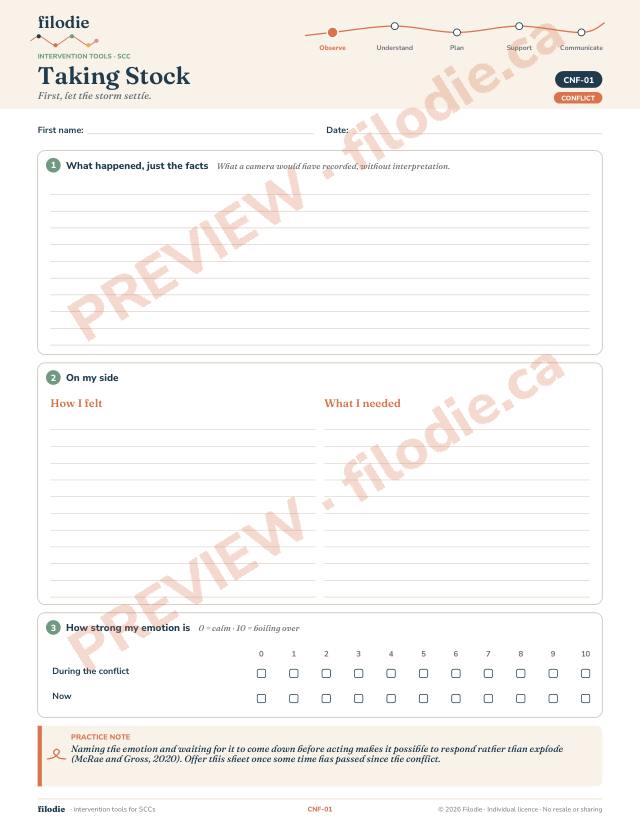 filodie
INTERVENTION TOOLS · SCC
Taking Stock
First, let the storm settle.
Observe Understand Plan Support Communicate
CNF-01
CONFLICT
First name: Date:
1 What happened, just the facts What a camera would have recorded, without interpretation.
2 On my side
How I felt What I needed
3 How strong my emotion is 0 = calm · 10 = boiling over
0 1 2 3 4 5 6 7 8 9 10
During the conflict
Now
PRACTICE NOTE
Naming the emotion and waiting for it to come down before acting makes it possible to respond rather than explode
(McRae and Gross, 2020). Offer this sheet once some time has passed since the conflict.
filodie · intervention tools for SCCs CNF-01 © 2026 Filodie · Individual licence · No resale or sharing
PREVIEW · filodie.ca
PREVIEW · filodie.ca